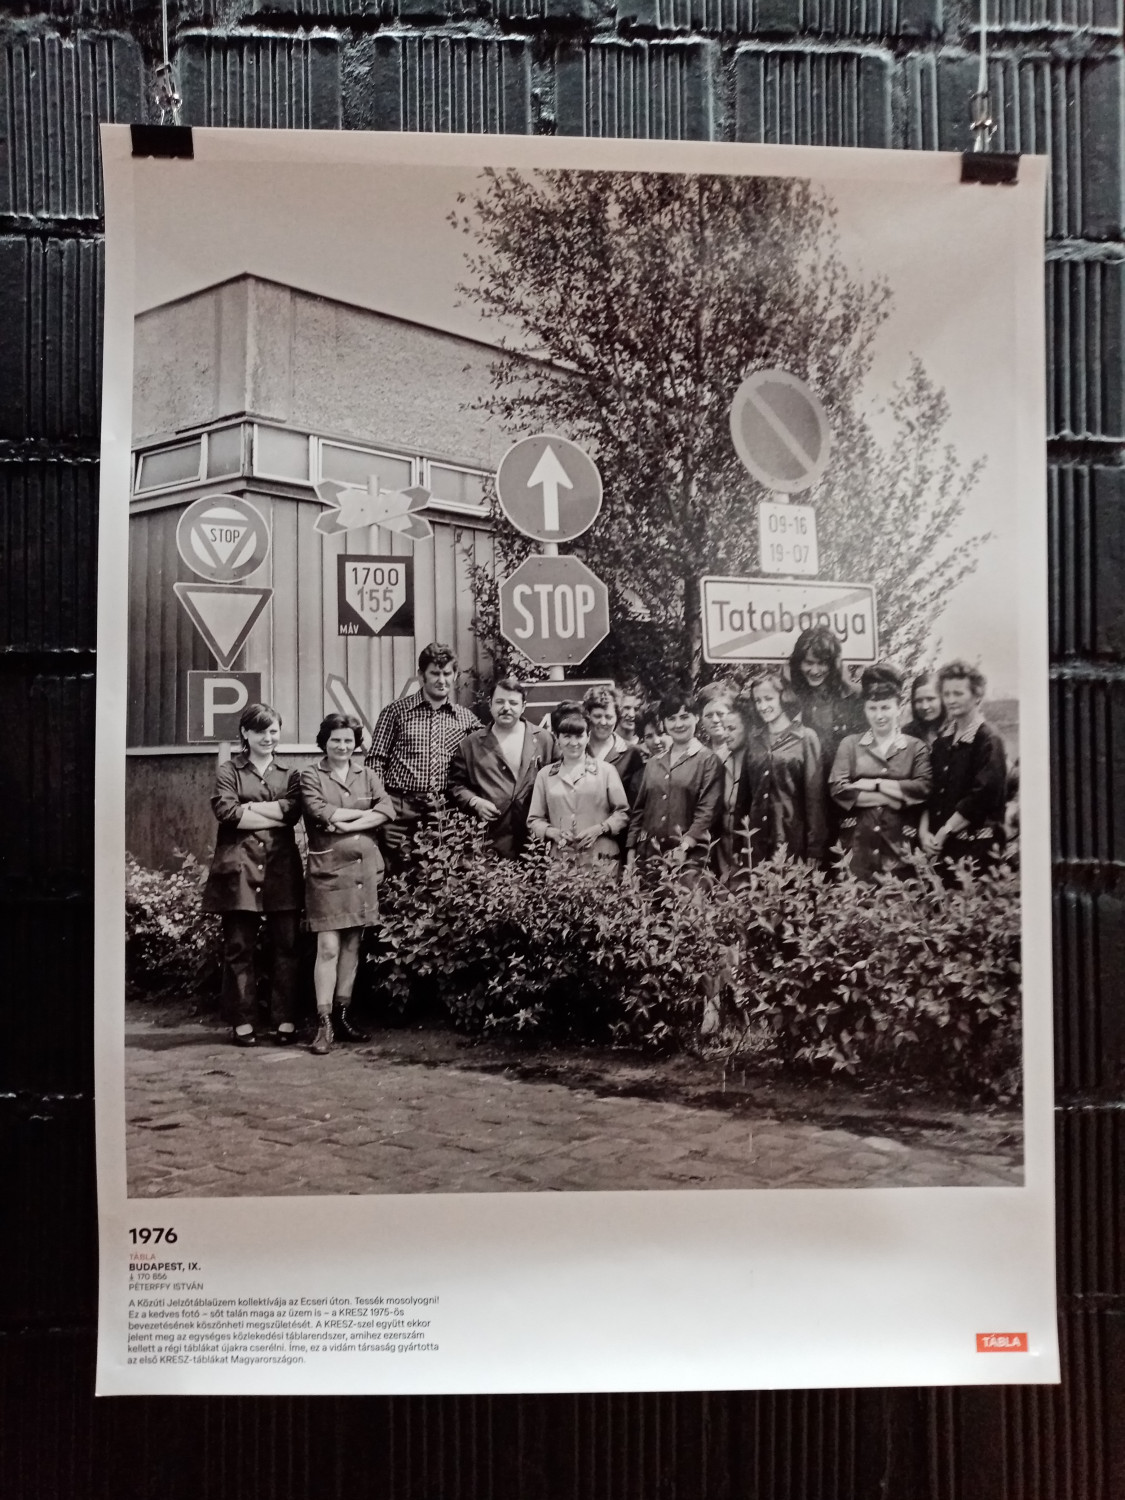 STOP
P
1700
155
MÁV
STOP
09-16
19-07
Tatabánya
1976
TÁBLA
BUDAPEST, IX.
170 856
PÉTERFFY ISTVÁN
A Közúti Jelzőtáblaüzem kollektívája az Ecseri úton. Tessék mosolyogni!
Ez a kedves fotó – sőt talán maga az üzem is – a KRESZ 1975-ös
bevezetésének köszönheti megszületését. A KRESZ-szel együtt ekkor
jelent meg az egységes közlekedési táblarendszer, amihez ezerszám
kellett a régi táblákat újakra cserélni. Íme, ez a vidám társaság gyártotta
az első KRESZ-táblákat Magyarországon.
TÁBLA